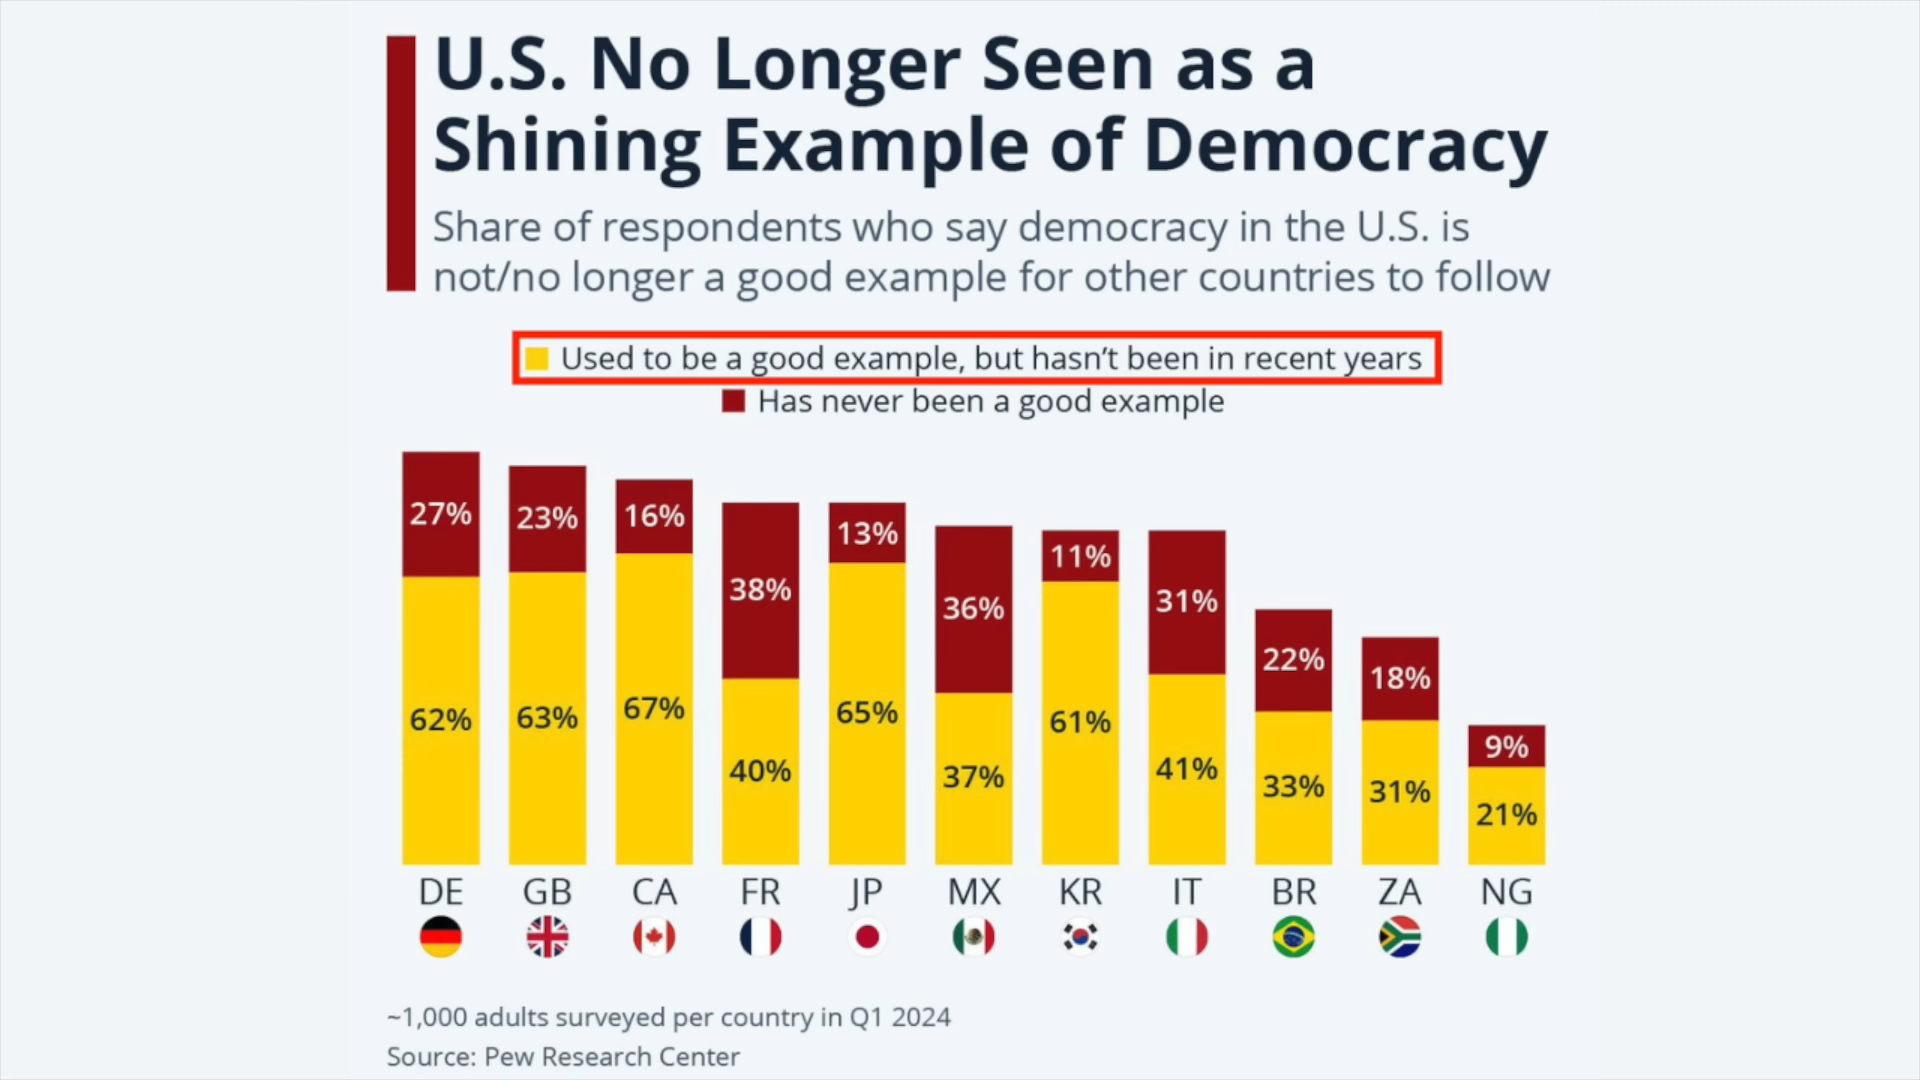 U.S. No Longer Seen as a
Shining Example of Democracy
Share of respondents who say democracy in the U.S. is
not/no longer a good example for other countries to follow
Used to be a good example, but hasn't been in recent years
Has never been a good example
27% 23% 16% 38% 13% 36% 11% 31% 22% 18% 9%
62% 63% 67% 40% 65% 37% 61% 41% 33% 31% 21%
DE GB CA FR JP MX KR IT BR ZA NG
~1,000 adults surveyed per country in Q1 2024
Source: Pew Research Center